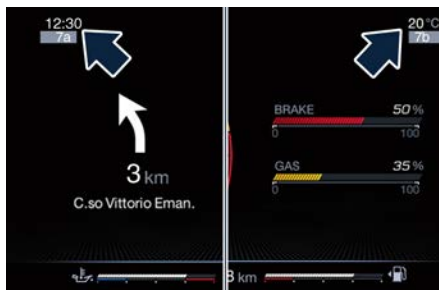 12:30
7a
3 km
C.so Vittorio Eman.
20 °C
7b
BRAKE 50 %
0 100
GAS 35 %
0 100
8 km